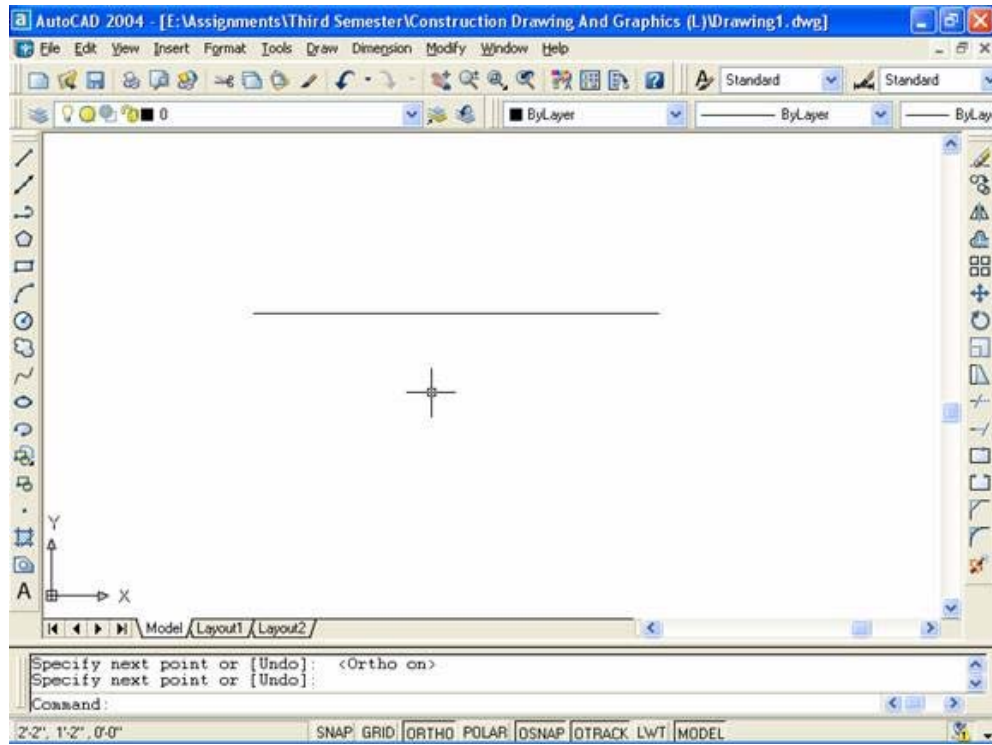 AutoCAD 2004 - [E:\Assignments\Third Semester\Construction Drawing And Graphics (L)\Drawing1.dwg]
File Edit View Insert Format Tools Draw Dimension Modify Window Help
Standard Standard
0 ByLayer ByLayer ByLay
Y
X
A
Model Layout1 Layout2
Specify next point or [Undo]: <Ortho on>
Specify next point or [Undo]:
Command:
2'-2", 1'-2", 0'-0" SNAP GRID ORTHO POLAR OSNAP OTRACK LWT MODEL